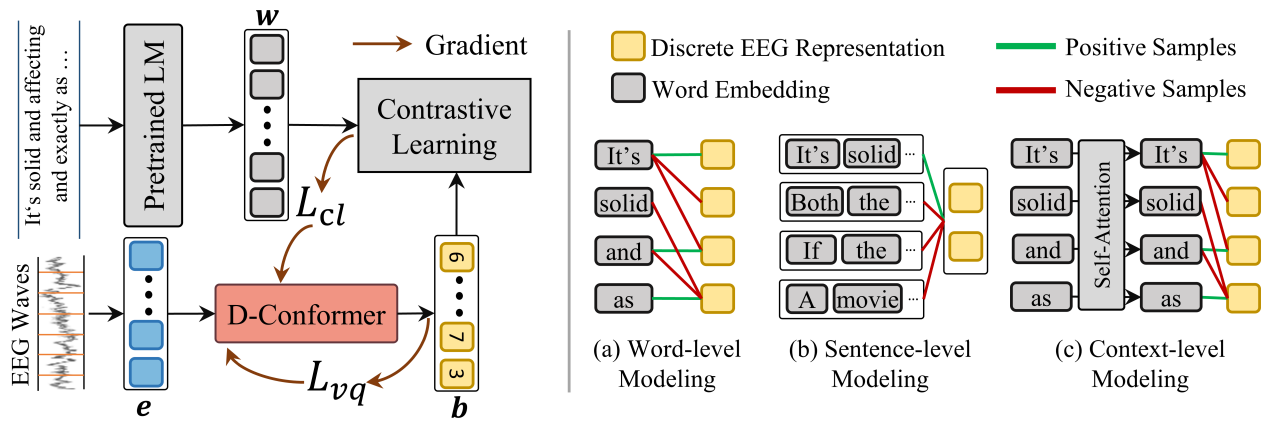 It's solid and affecting
and exactly as ...
Pretrained LM
w
Gradient
Contrastive
Learning
L_cl
EEG Waves
e
D-Conformer
L_vq
6
7
3
b
Discrete EEG Representation
Word Embedding
Positive Samples
Negative Samples
It's
solid
and
as
(a) Word-level
Modeling
It's solid ...
Both the ...
If the ...
A movie ...
(b) Sentence-level
Modeling
It's
solid
and
as
Self-Attention
It's
solid
and
as
(c) Context-level
Modeling